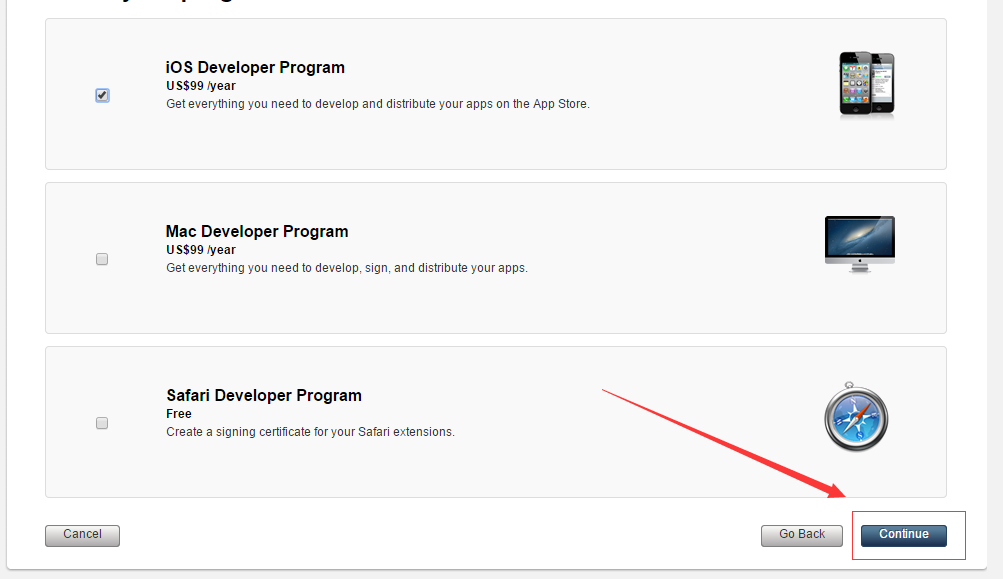 iOS Developer Program
US$99 /year
Get everything you need to develop and distribute your apps on the App Store.
Mac Developer Program
US$99 /year
Get everything you need to develop, sign, and distribute your apps.
Safari Developer Program
Free
Create a signing certificate for your Safari extensions.
Cancel
Go Back
Continue